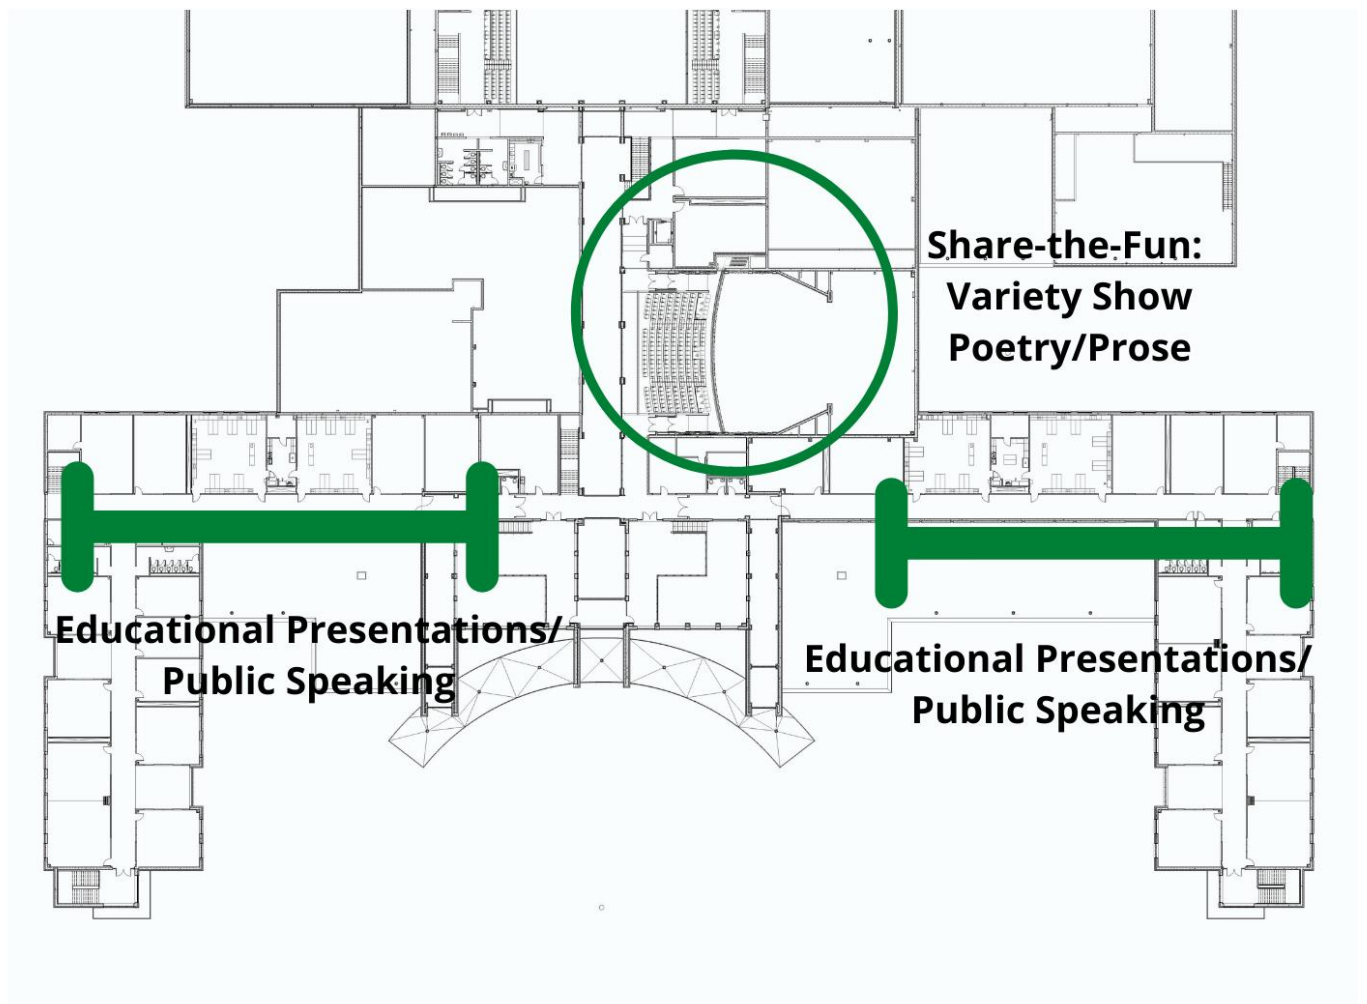 Share-the-Fun:
Variety Show
Poetry/Prose
Educational Presentations/
Public Speaking
Educational Presentations/
Public Speaking